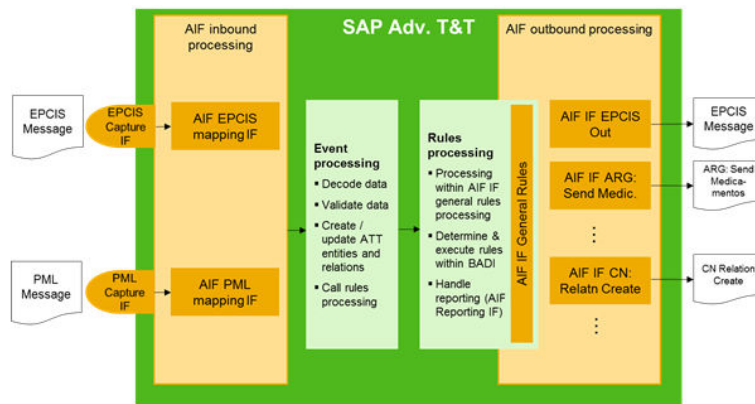 SAP Adv. T&T
AIF inbound
processing
AIF outbound processing
EPCIS
Message
EPCIS
Capture
IF
AIF EPCIS
mapping IF
PML
Message
PML
Capture
IF
AIF PML
mapping IF
Event
processing
▪ Decode data
▪ Validate data
▪ Create /
update ATT
entities and
relations
▪ Call rules
processing
Rules
processing
▪ Processing within
AIF IF
general rules
processing
▪ Determine &
execute rules
within BADI
▪ Handle
reporting (AIF
Reporting IF)
AIF IF General Rules
AIF IF EPCIS
Out
AIF IF ARG:
Send Medic.
⋮
AIF IF CN:
Relatn Create
⋮
EPCIS
Message
ARG: Send
Medica-
mentos
CN Relation
Create